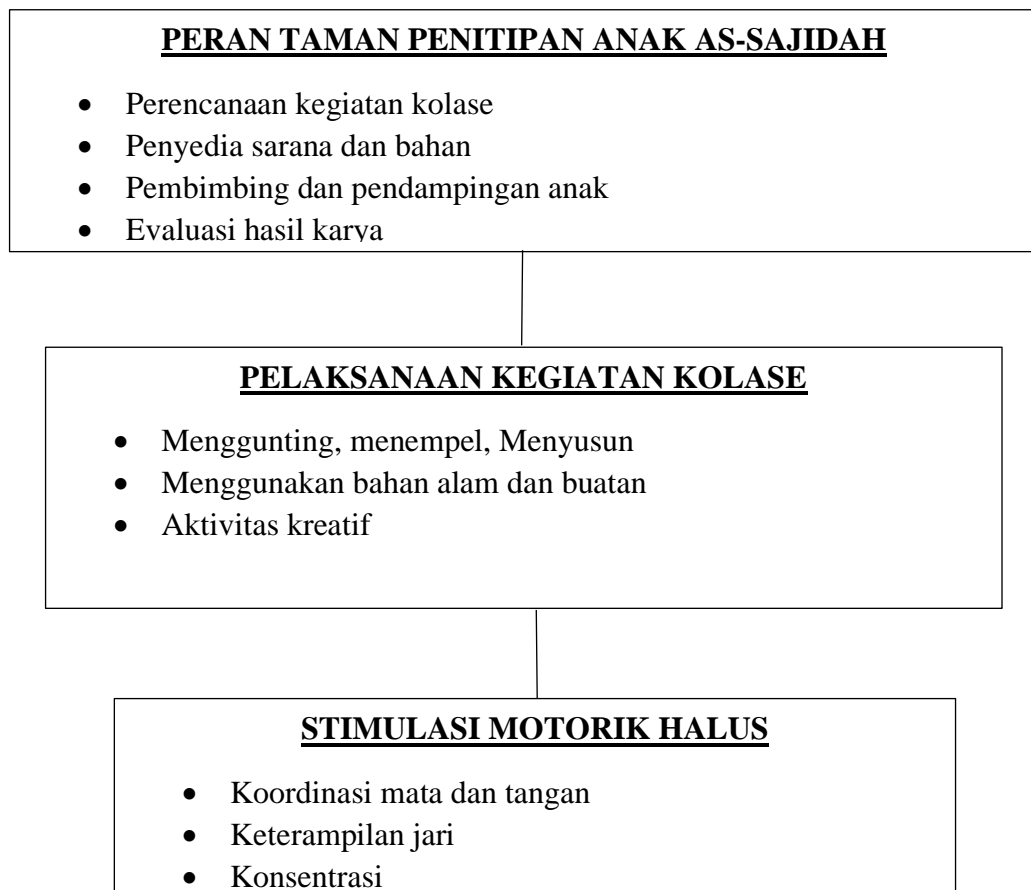 PERAN TAMAN PENITIPAN ANAK AS-SAJIDAH
• Perencanaan kegiatan kolase
• Penyedia sarana dan bahan
• Pembimbing dan pendampingan anak
• Evaluasi hasil karya
PELAKSANAAN KEGIATAN KOLASE
• Menggunting, menempel, Menyusun
• Menggunakan bahan alam dan buatan
• Aktivitas kreatif
STIMULASI MOTORIK HALUS
• Koordinasi mata dan tangan
• Keterampilan jari
• Konsentrasi